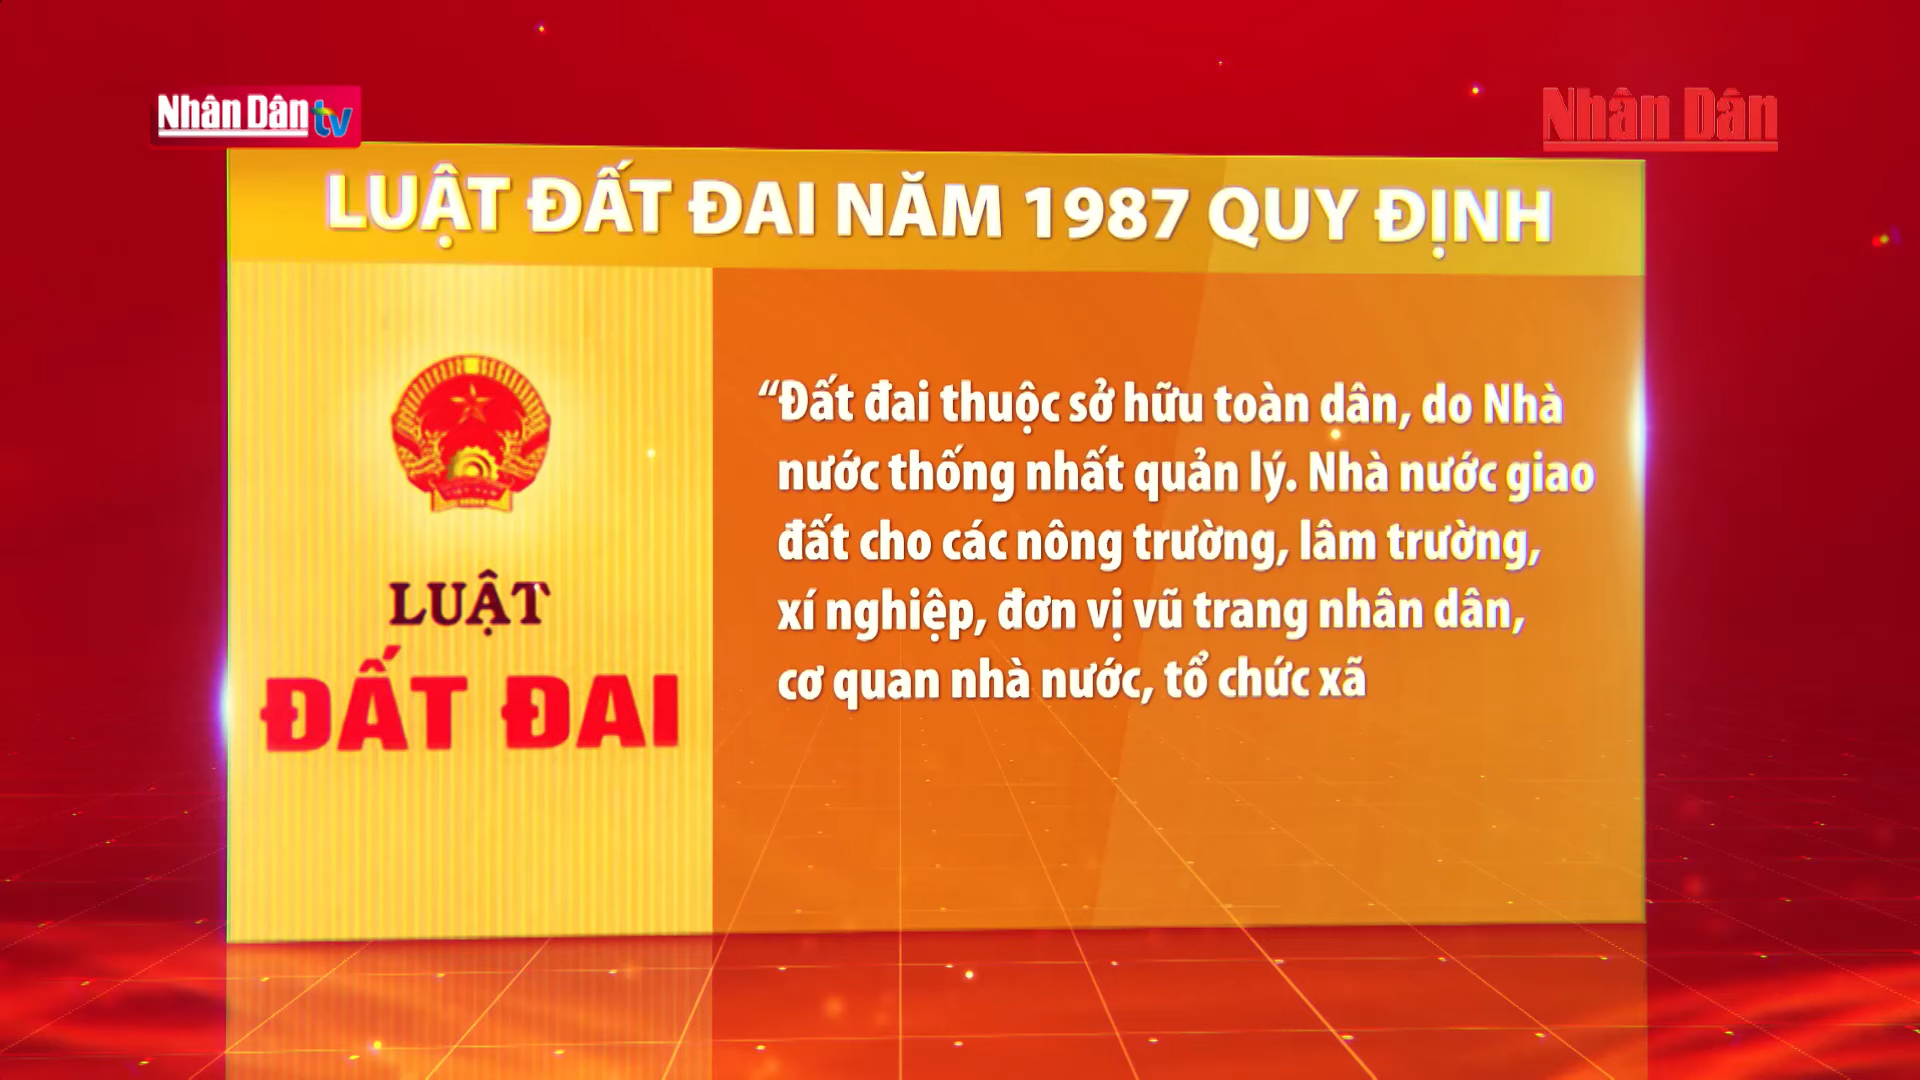 Nhân Dân tv
Nhân Dân
LUẬT ĐẤT ĐAI NĂM 1987 QUY ĐỊNH
VIỆT NAM
LUẬT
ĐẤT ĐAI
“Đất đai thuộc sở hữu toàn dân, do Nhà
nước thống nhất quản lý. Nhà nước giao
đất cho các nông trường, lâm trường,
xí nghiệp, đơn vị vũ trang nhân dân,
cơ quan nhà nước, tổ chức xã